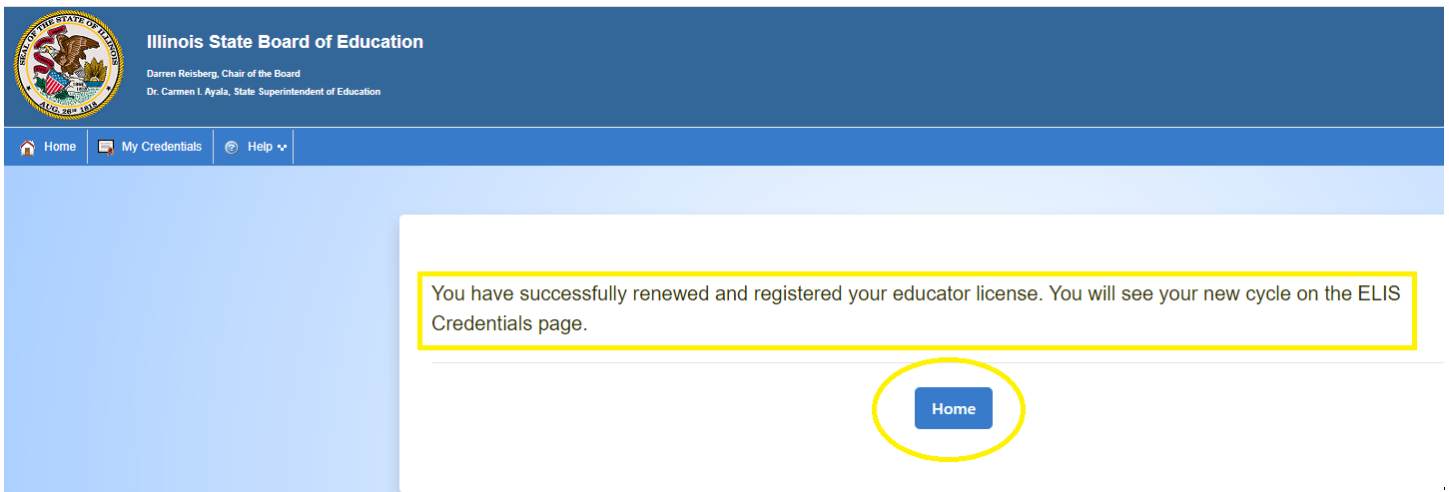 SEAL OF THE STATE OF ILLINOIS
AUG. 26TH 1818
Illinois State Board of Education
Darren Reisberg, Chair of the Board
Dr. Carmen I. Ayala, State Superintendent of Education
Home
My Credentials
Help
You have successfully renewed and registered your educator license. You will see your new cycle on the ELIS
Credentials page.
Home